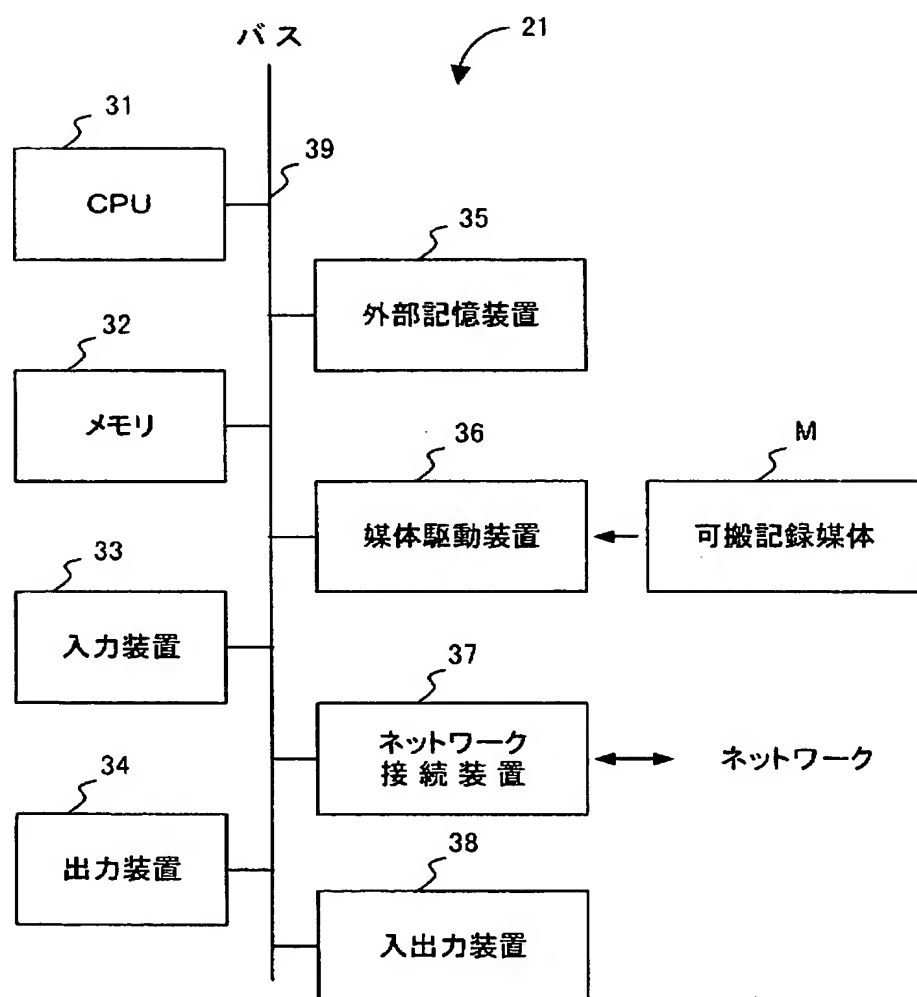 バス
21
31
CPU
39
35
外部記憶装置
32
メモリ
36
媒体駆動装置
M
可搬記録媒体
33
入力装置
37
ネットワーク
接続装置
ネットワーク
34
出力装置
38
入出力装置